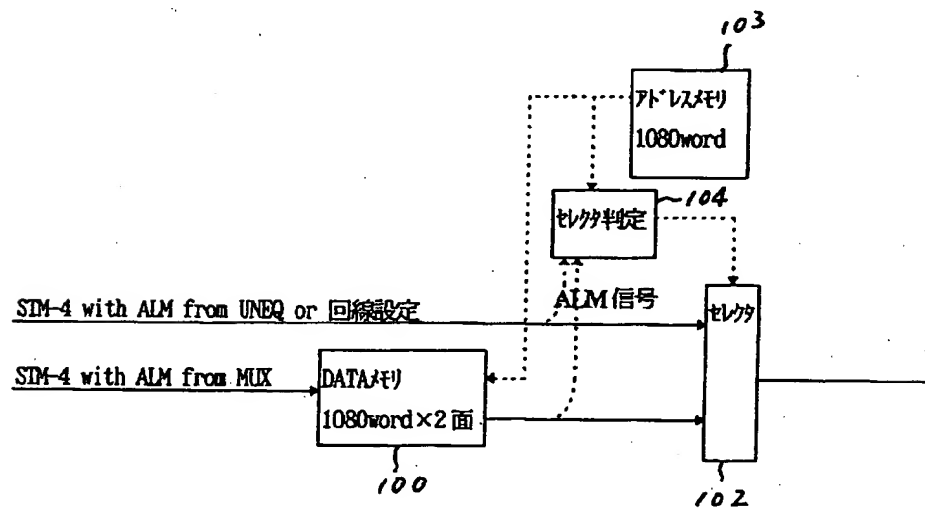 103
アドレスメモリ
1080word
104
セレクタ判定
ALM信号
STM-4 with ALM from UNEQ or 回線設定
セレクタ
STM-4 with ALM from MUX
DATAメモリ
1080word×2面
100
102